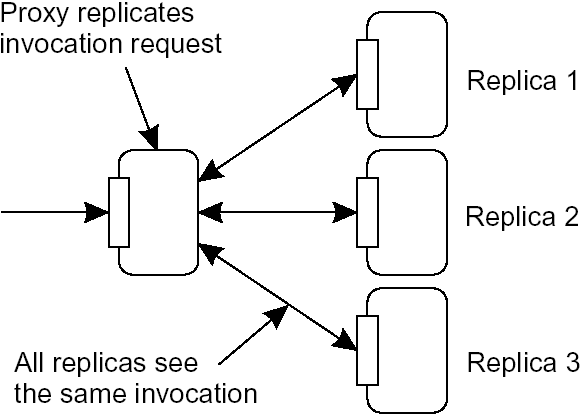 Proxy replicates
invocation request
Replica 1
Replica 2
All replicas see
the same invocation
Replica 3